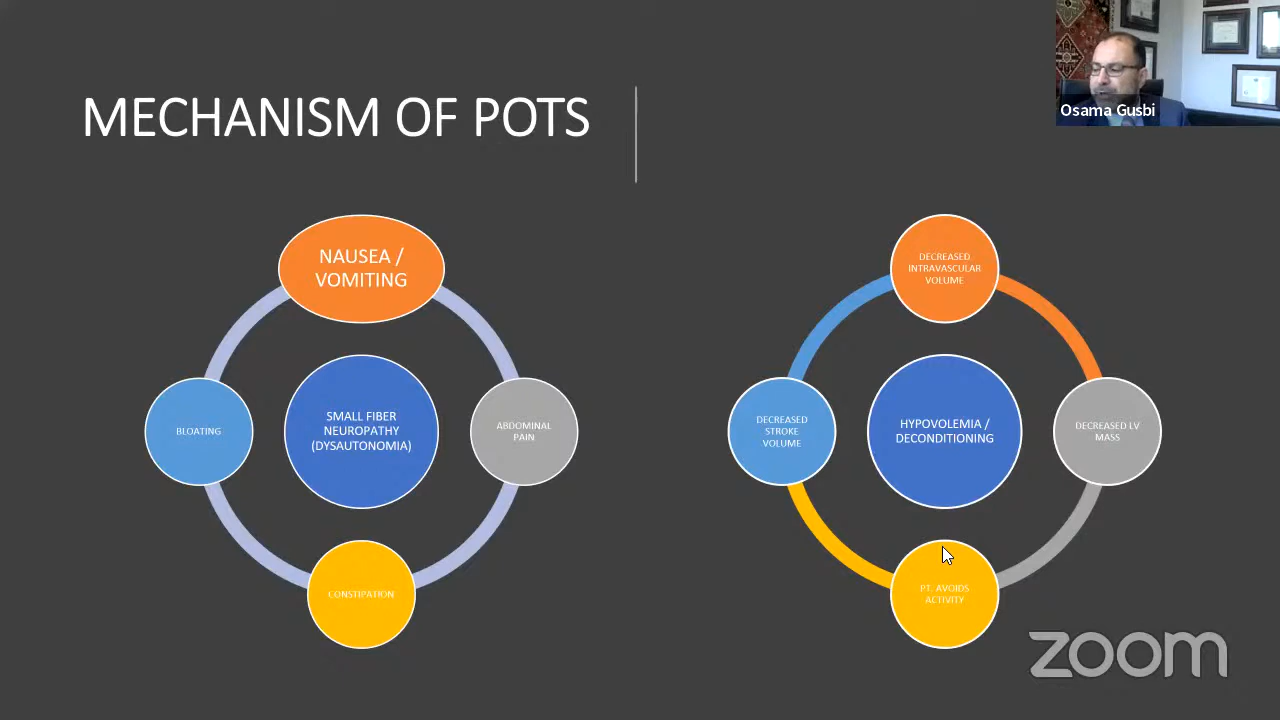 MECHANISM OF POTS
Osama Gusbi
NAUSEA /
VOMITING
BLOATING
SMALL FIBER
NEUROPATHY
(DYSAUTONOMIA)
ABDOMINAL
PAIN
CONSTIPATION
DECREASED
INTRAVASCULAR
VOLUME
DECREASED
STROKE
VOLUME
HYPOVOLEMIA /
DECONDITIONING
DECREASED LV
MASS
PT. AVOIDS
ACTIVITY
zoom